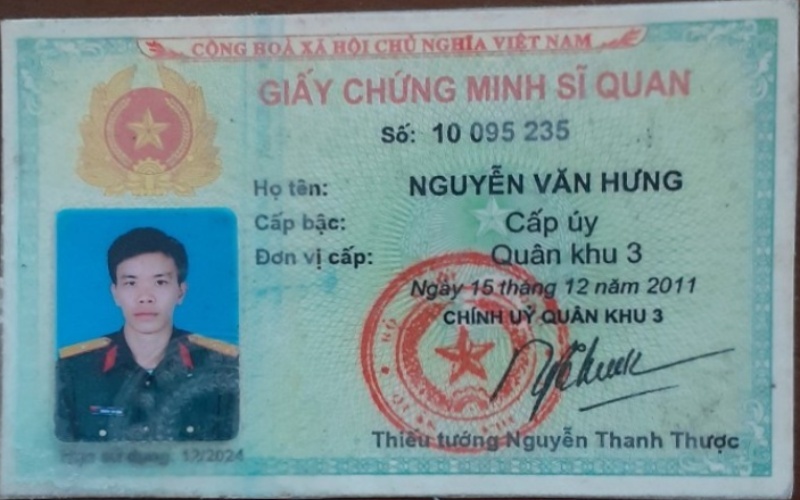 CỘNG HOÀ XÃ HỘI CHỦ NGHĨA VIỆT NAM
GIẤY CHỨNG MINH SĨ QUAN
Số: 10 095 235
Họ tên: NGUYỄN VĂN HƯNG
Cấp bậc: Cấp úy
Đơn vị cấp: Quân khu 3
Ngày 15 tháng 12 năm 2011
CHÍNH UỶ QUÂN KHU 3
Thiếu tướng Nguyễn Thanh Thược
Hạn sử dụng: 12/2024